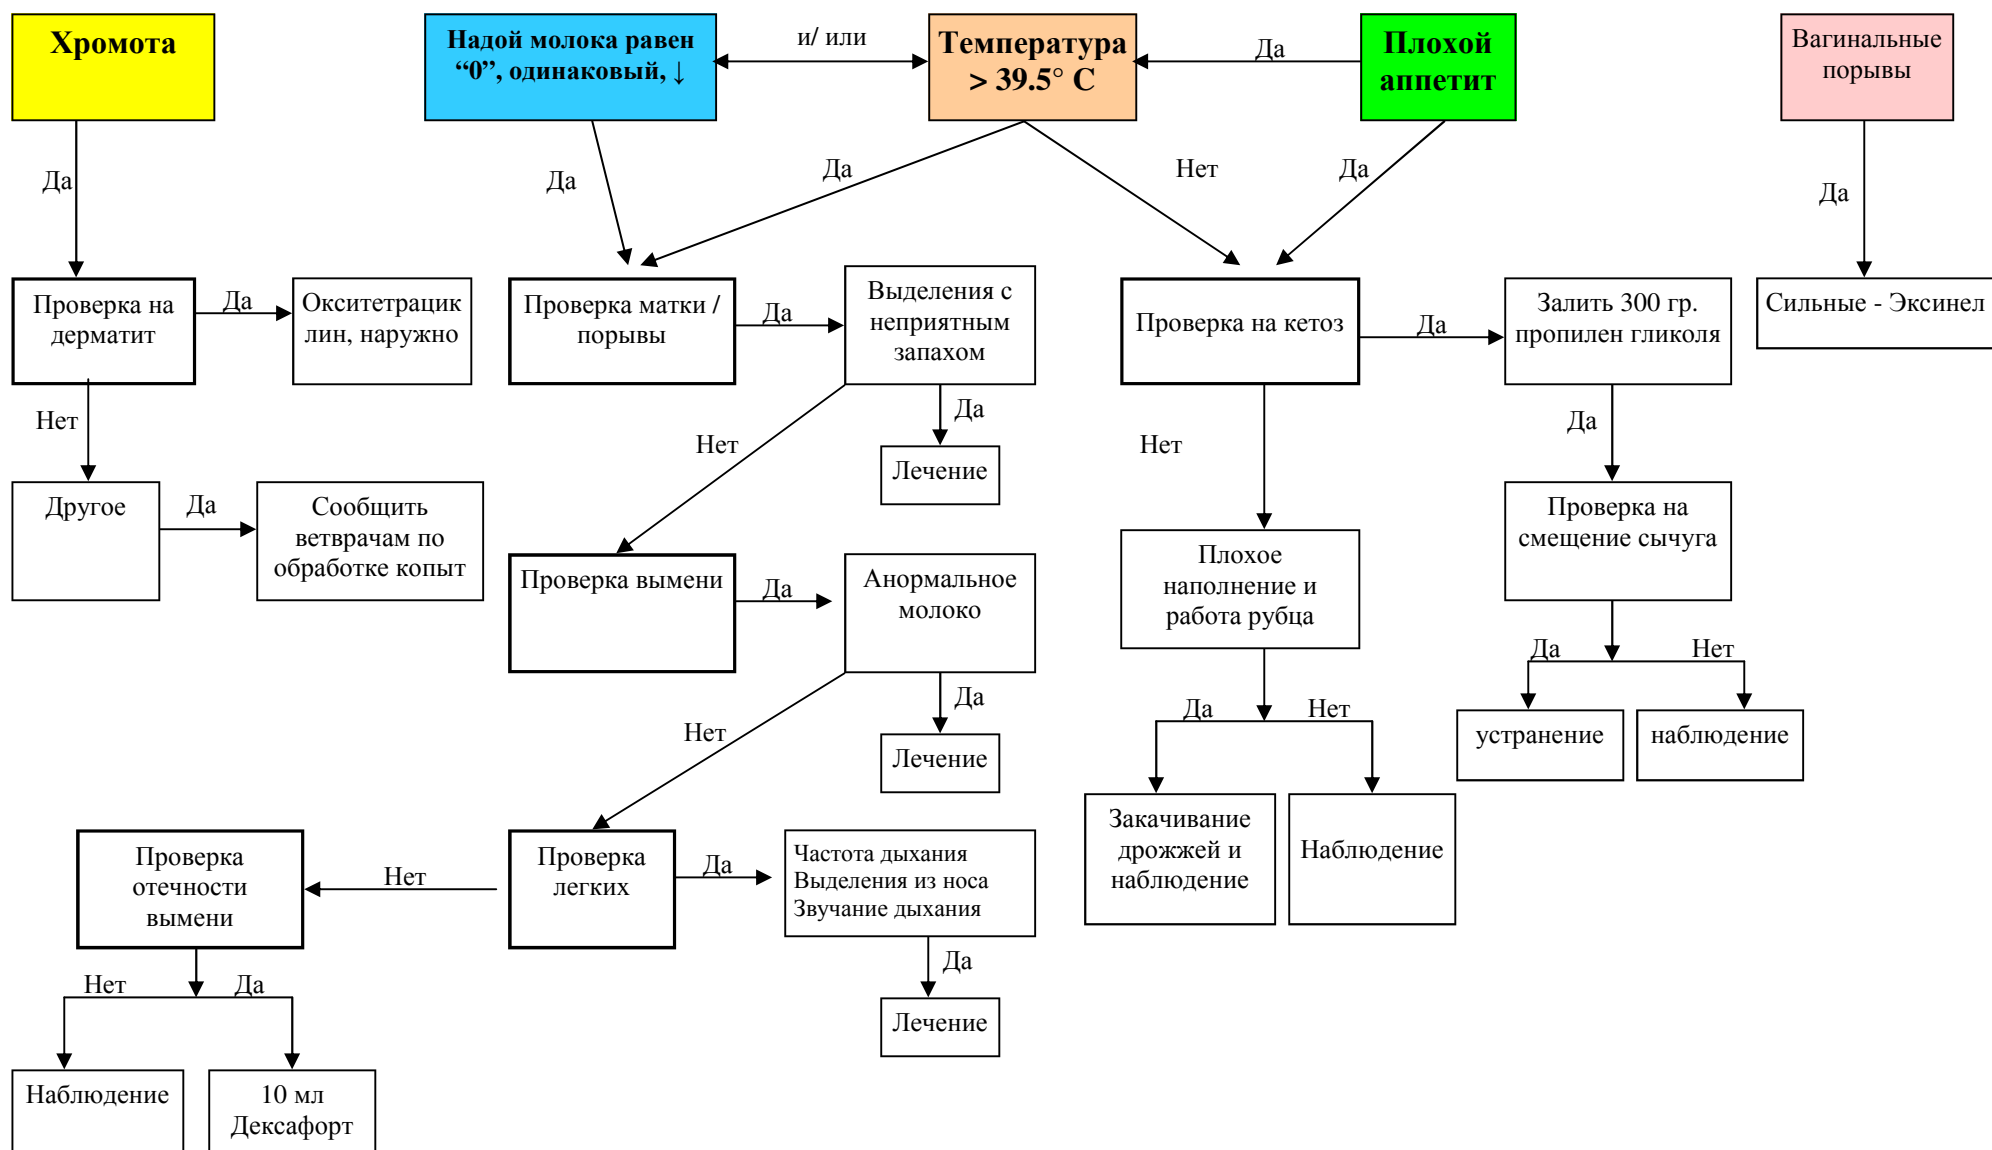 Хромота
Надой молока равен
“0”, одинаковый, ↓
и/ или
Температура
> 39.5° С
Да
Плохой
аппетит
Вагинальные
порывы
Да
Да
Да
Нет
Да
Да
Проверка на
дерматит
Да
Окситетрацик
лин, наружно
Проверка матки /
порывы
Да
Выделения с
неприятным
запахом
Проверка на кетоз
Да
Залить 300 гр.
пропилен гликоля
Сильные - Эксинел
Нет
Нет
Да
Лечение
Нет
Да
Другое
Да
Сообщить
ветврачам по
обработке копыт
Проверка на
смещение сычуга
Проверка вымени
Да
Анормальное
молоко
Плохое
наполнение и
работа рубца
Да
Нет
Нет
Да
Лечение
Да
Нет
устранение
наблюдение
Проверка
отечности
вымени
Нет
Проверка
легких
Да
Частота дыхания
Выделения из носа
Звучание дыхания
Закачивание
дрожжей и
наблюдение
Наблюдение
Нет
Да
Да
Лечение
Наблюдение
10 мл
Дексафорт